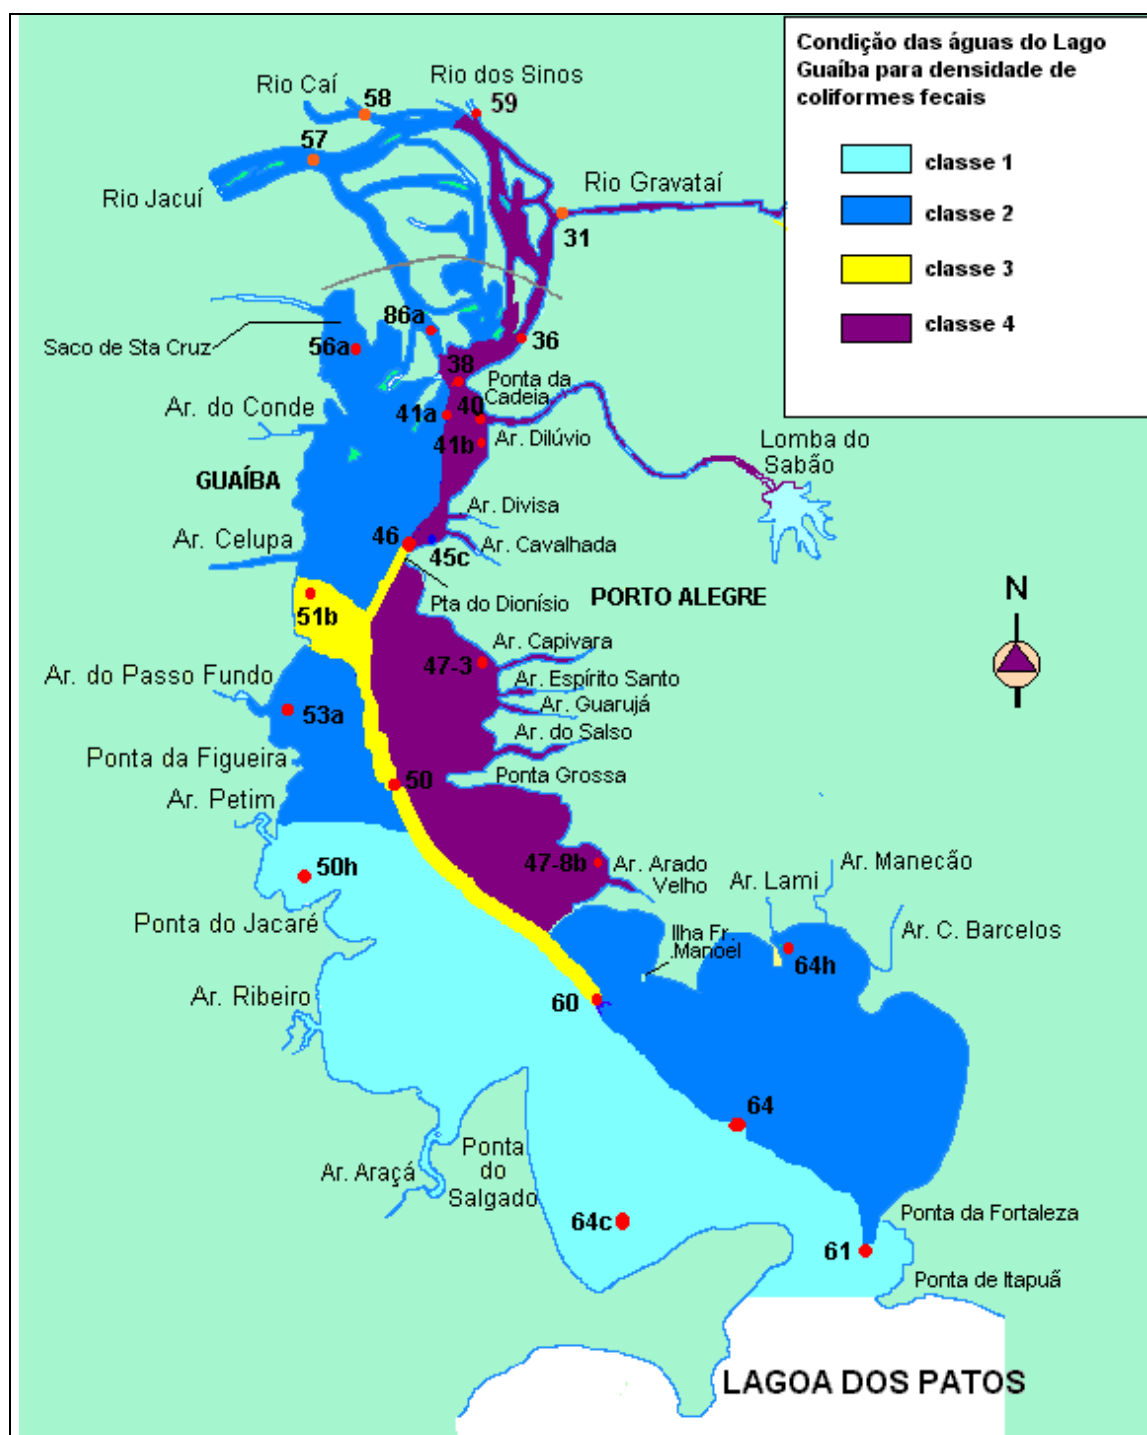 Condição das águas do Lago
Guaíba para densidade de
coliformes fecais
classe 1
classe 2
classe 3
classe 4
Rio dos Sinos
Rio Caí
58
59
57
Rio Jacuí
Rio Gravataí
31
86a
36
Saco de Sta Cruz
56a
38
Ponta da
Cadeia
40
Ar. do Conde
41a
41b
Ar. Dilúvio
Lomba do
Sabão
GUAÍBA
Ar. Divisa
46
Ar. Celupa
45c
Ar. Cavalhada
N
Pta do Dionísio
PORTO ALEGRE
51b
Ar. Capivara
47-3
Ar. do Passo Fundo
Ar. Espírito Santo
Ar. Guarujá
53a
Ar. do Salso
Ponta da Figueira
50
Ponta Grossa
Ar. Petim
50h
47-8b
Ar. Arado
Velho
Ar. Manecão
Ar. Lami
Ponta do Jacaré
Ilha Fr.
Manoel
Ar. C. Barcelos
64h
Ar. Ribeiro
60
64
Ponta
do
Salgado
Ar. Araçá
64c
Ponta da Fortaleza
61
Ponta de Itapuã
LAGOA DOS PATOS